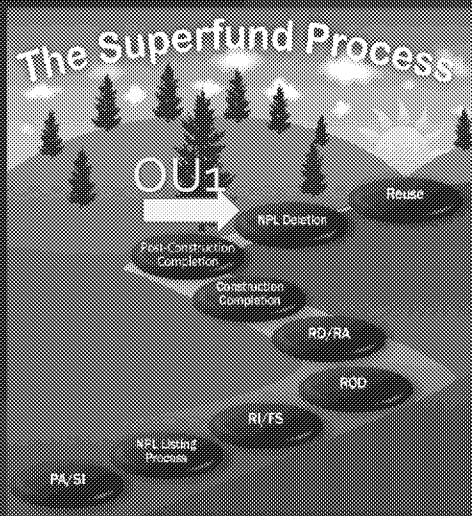 The Superfund Process
OU1
Reuse
NPL Deletion
Post-Construction
Completion
Construction
Completion
RD/RA
ROD
RI/FS
NPL Listing
Process
PA/SI